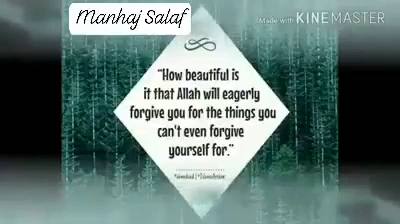 Manhaj Salaf
Made with KINEMASTER
"How beautiful is
it that Allah will eagerly
forgive you for the things you
can't even forgive
yourself for."